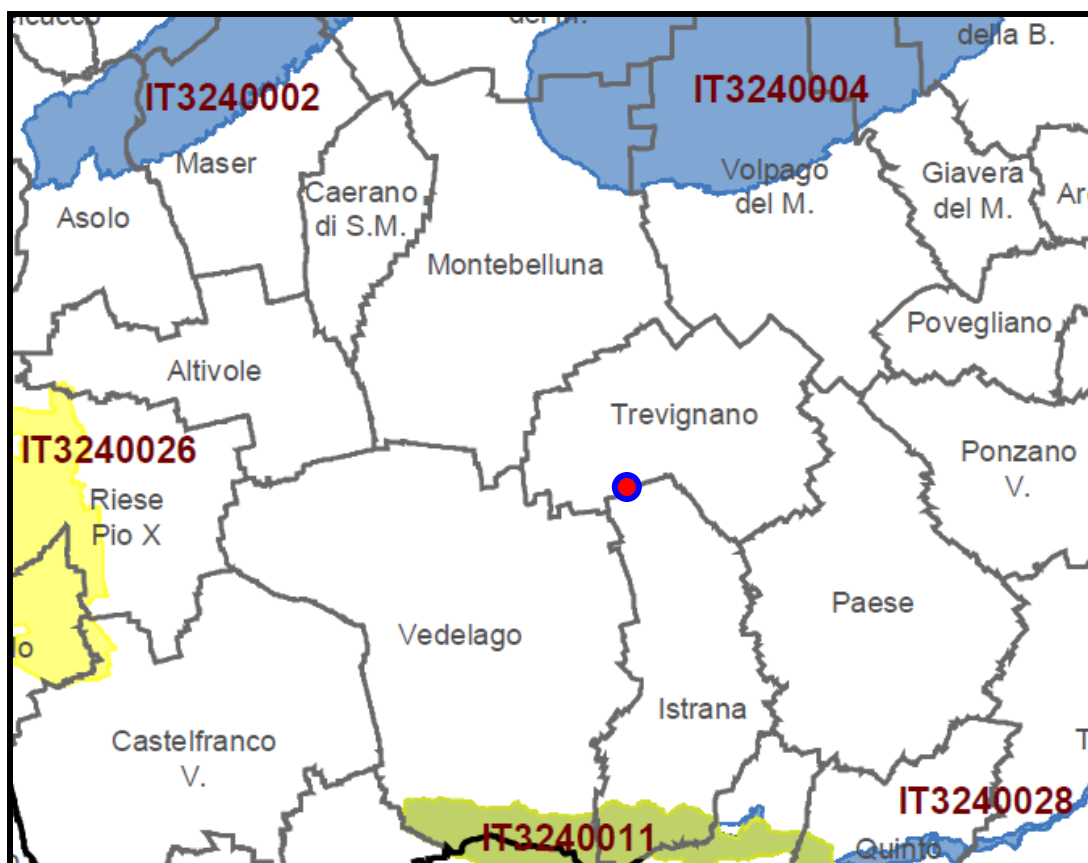 della B.
IT3240002
IT3240004
Maser
Volpago
del M.
Giavera
del M.
Caerano
di S.M.
Asolo
Montebelluna
Povegliano
Altivole
Trevignano
IT3240026
Ponzano
V.
Riese
Pio X
Paese
Vedelago
Istrana
Castelfranco
V.
IT3240028
IT3240011
Quinto